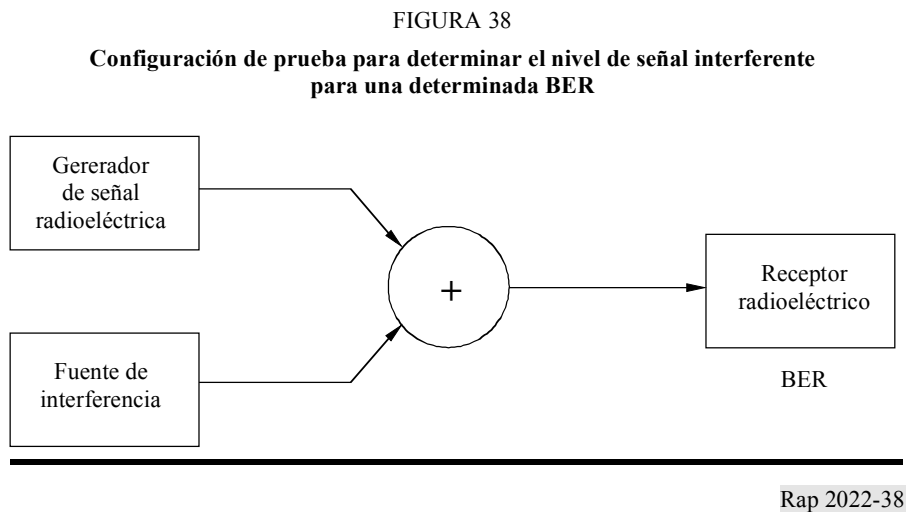 FIGURA 38
Configuración de prueba para determinar el nivel de señal interferente
para una determinada BER
Gererador
de señal
radioeléctrica
+
Receptor
radioeléctrico
Fuente de
interferencia
BER
Rap 2022-38